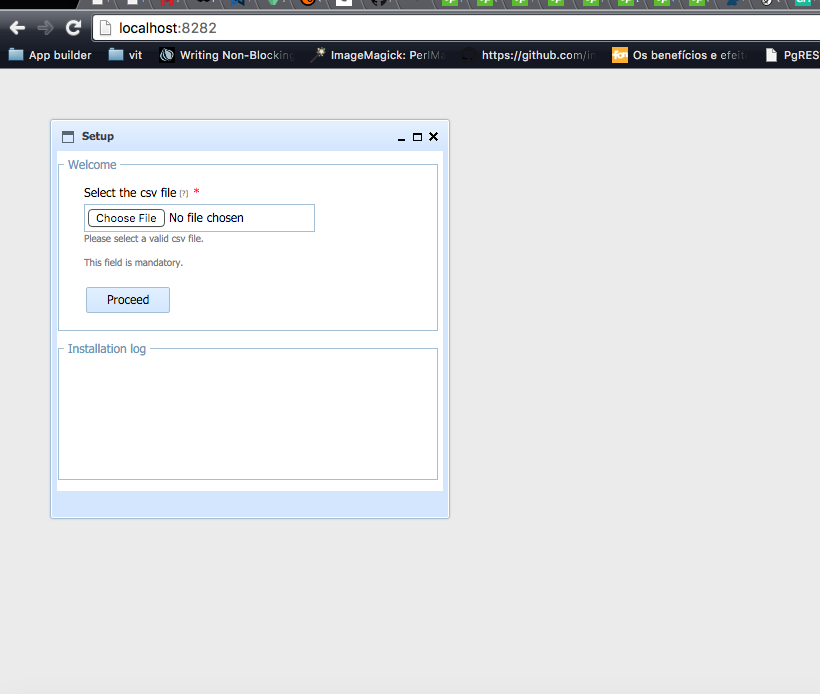 localhost:8282
App builder vit Writing Non-Blocking ImageMagick: PerlMa https://github.com/in Os benefícios e efeit PgRES
Setup
Welcome
Select the csv file [?] *
Choose File No file chosen
Please select a valid csv file.
This field is mandatory.
Proceed
Installation log